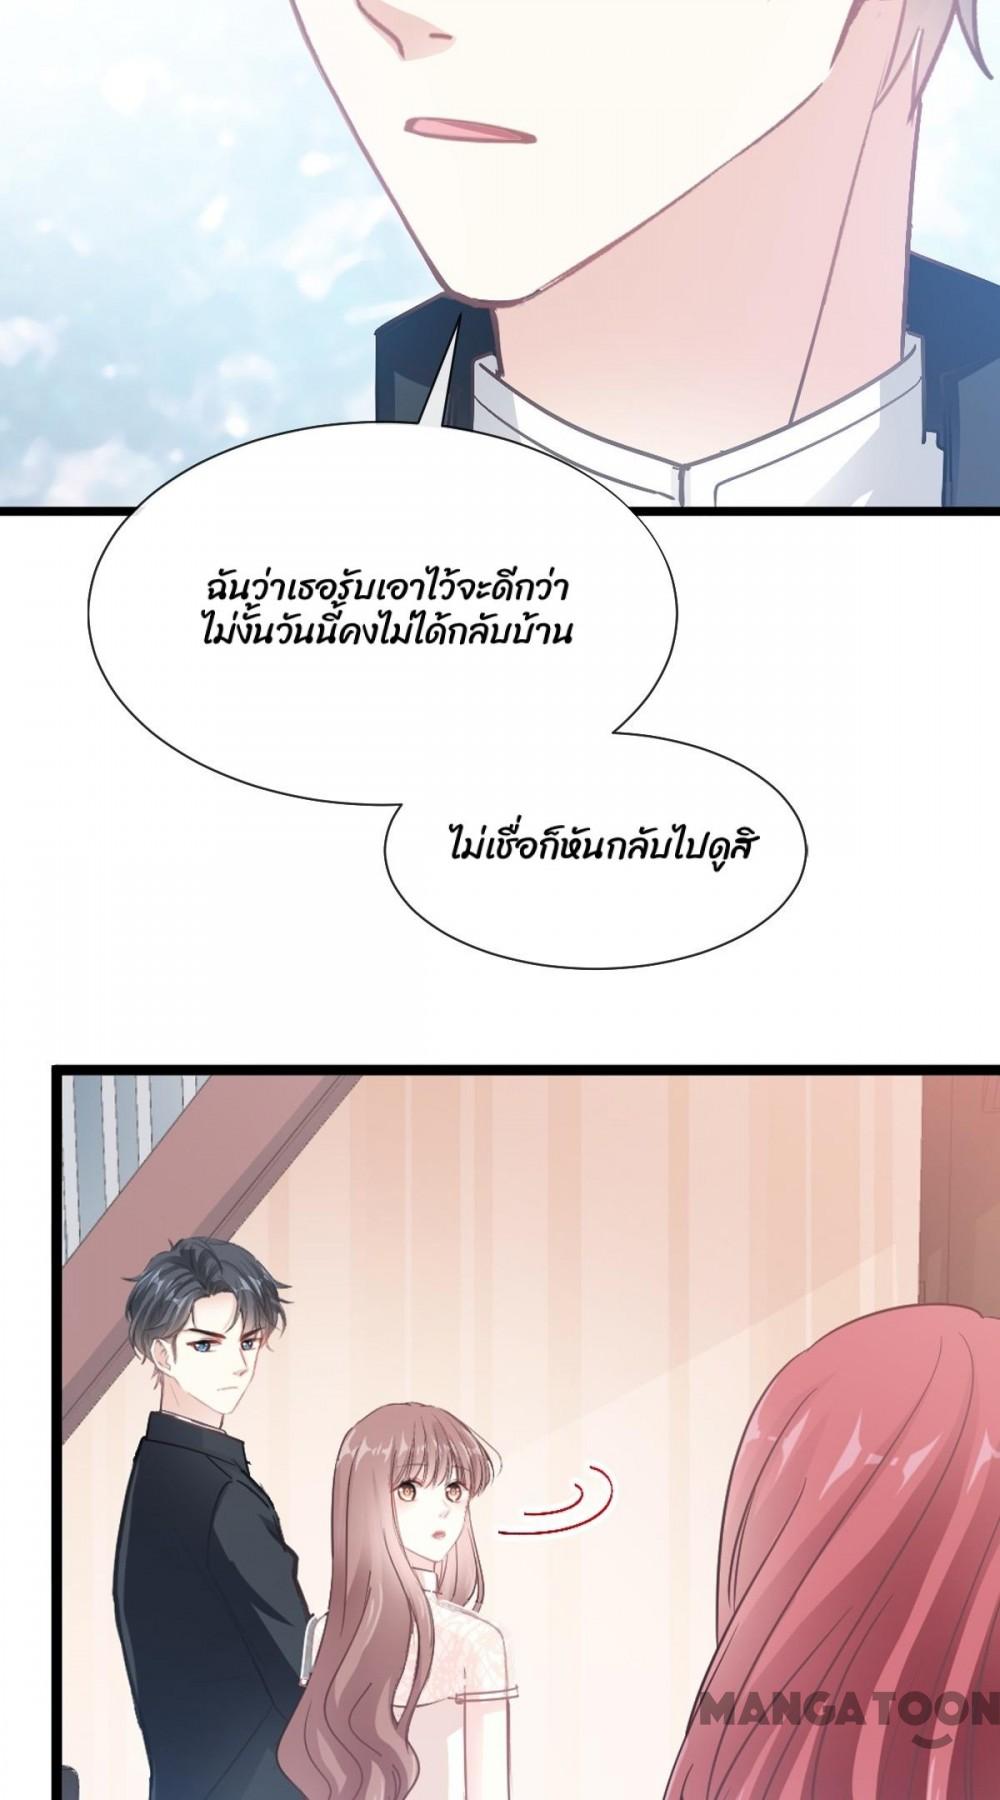 ฉันว่าเธอรับเอาไว้จะดีกว่า
ไม่งั้นวันนี้คงไม่ได้กลับบ้าน
ไม่เชื่อก็หันกลับไปดูสิ
MANGATOON